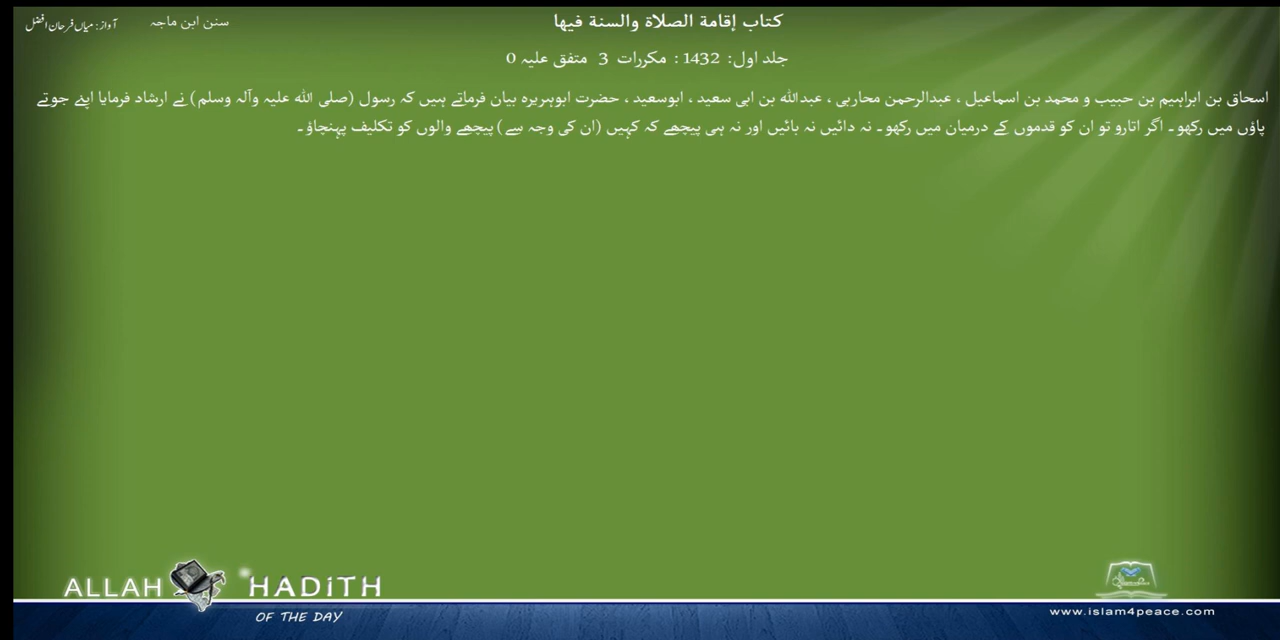 كتاب إقامة الصلاة والسنة فيها
سنن ابن ماجہ
آواز: میاں فرحان افضل
جلد اول: 1432 : مکررات 3 متفق علیہ 0
اسحاق بن ابراہیم بن حبیب و محمد بن اسماعیل ، عبدالرحمن محاربی ، عبداللہ بن ابی سعید ، ابوسعید ، حضرت ابوہریرہ بیان فرماتے ہیں کہ رسول (صلی اللہ علیہ وآلہ وسلم) نے ارشاد فرمایا اپنے جوتے
پاؤں میں رکھو۔ اگر اتارو تو ان کو قدموں کے درمیان میں رکھو۔ نہ دائیں نہ بائیں اور نہ ہی پیچھے کہ کہیں (ان کی وجہ سے) پیچھے والوں کو تکلیف پہنچاؤ۔
ALLAH HADITH
OF THE DAY
www.islam4peace.com